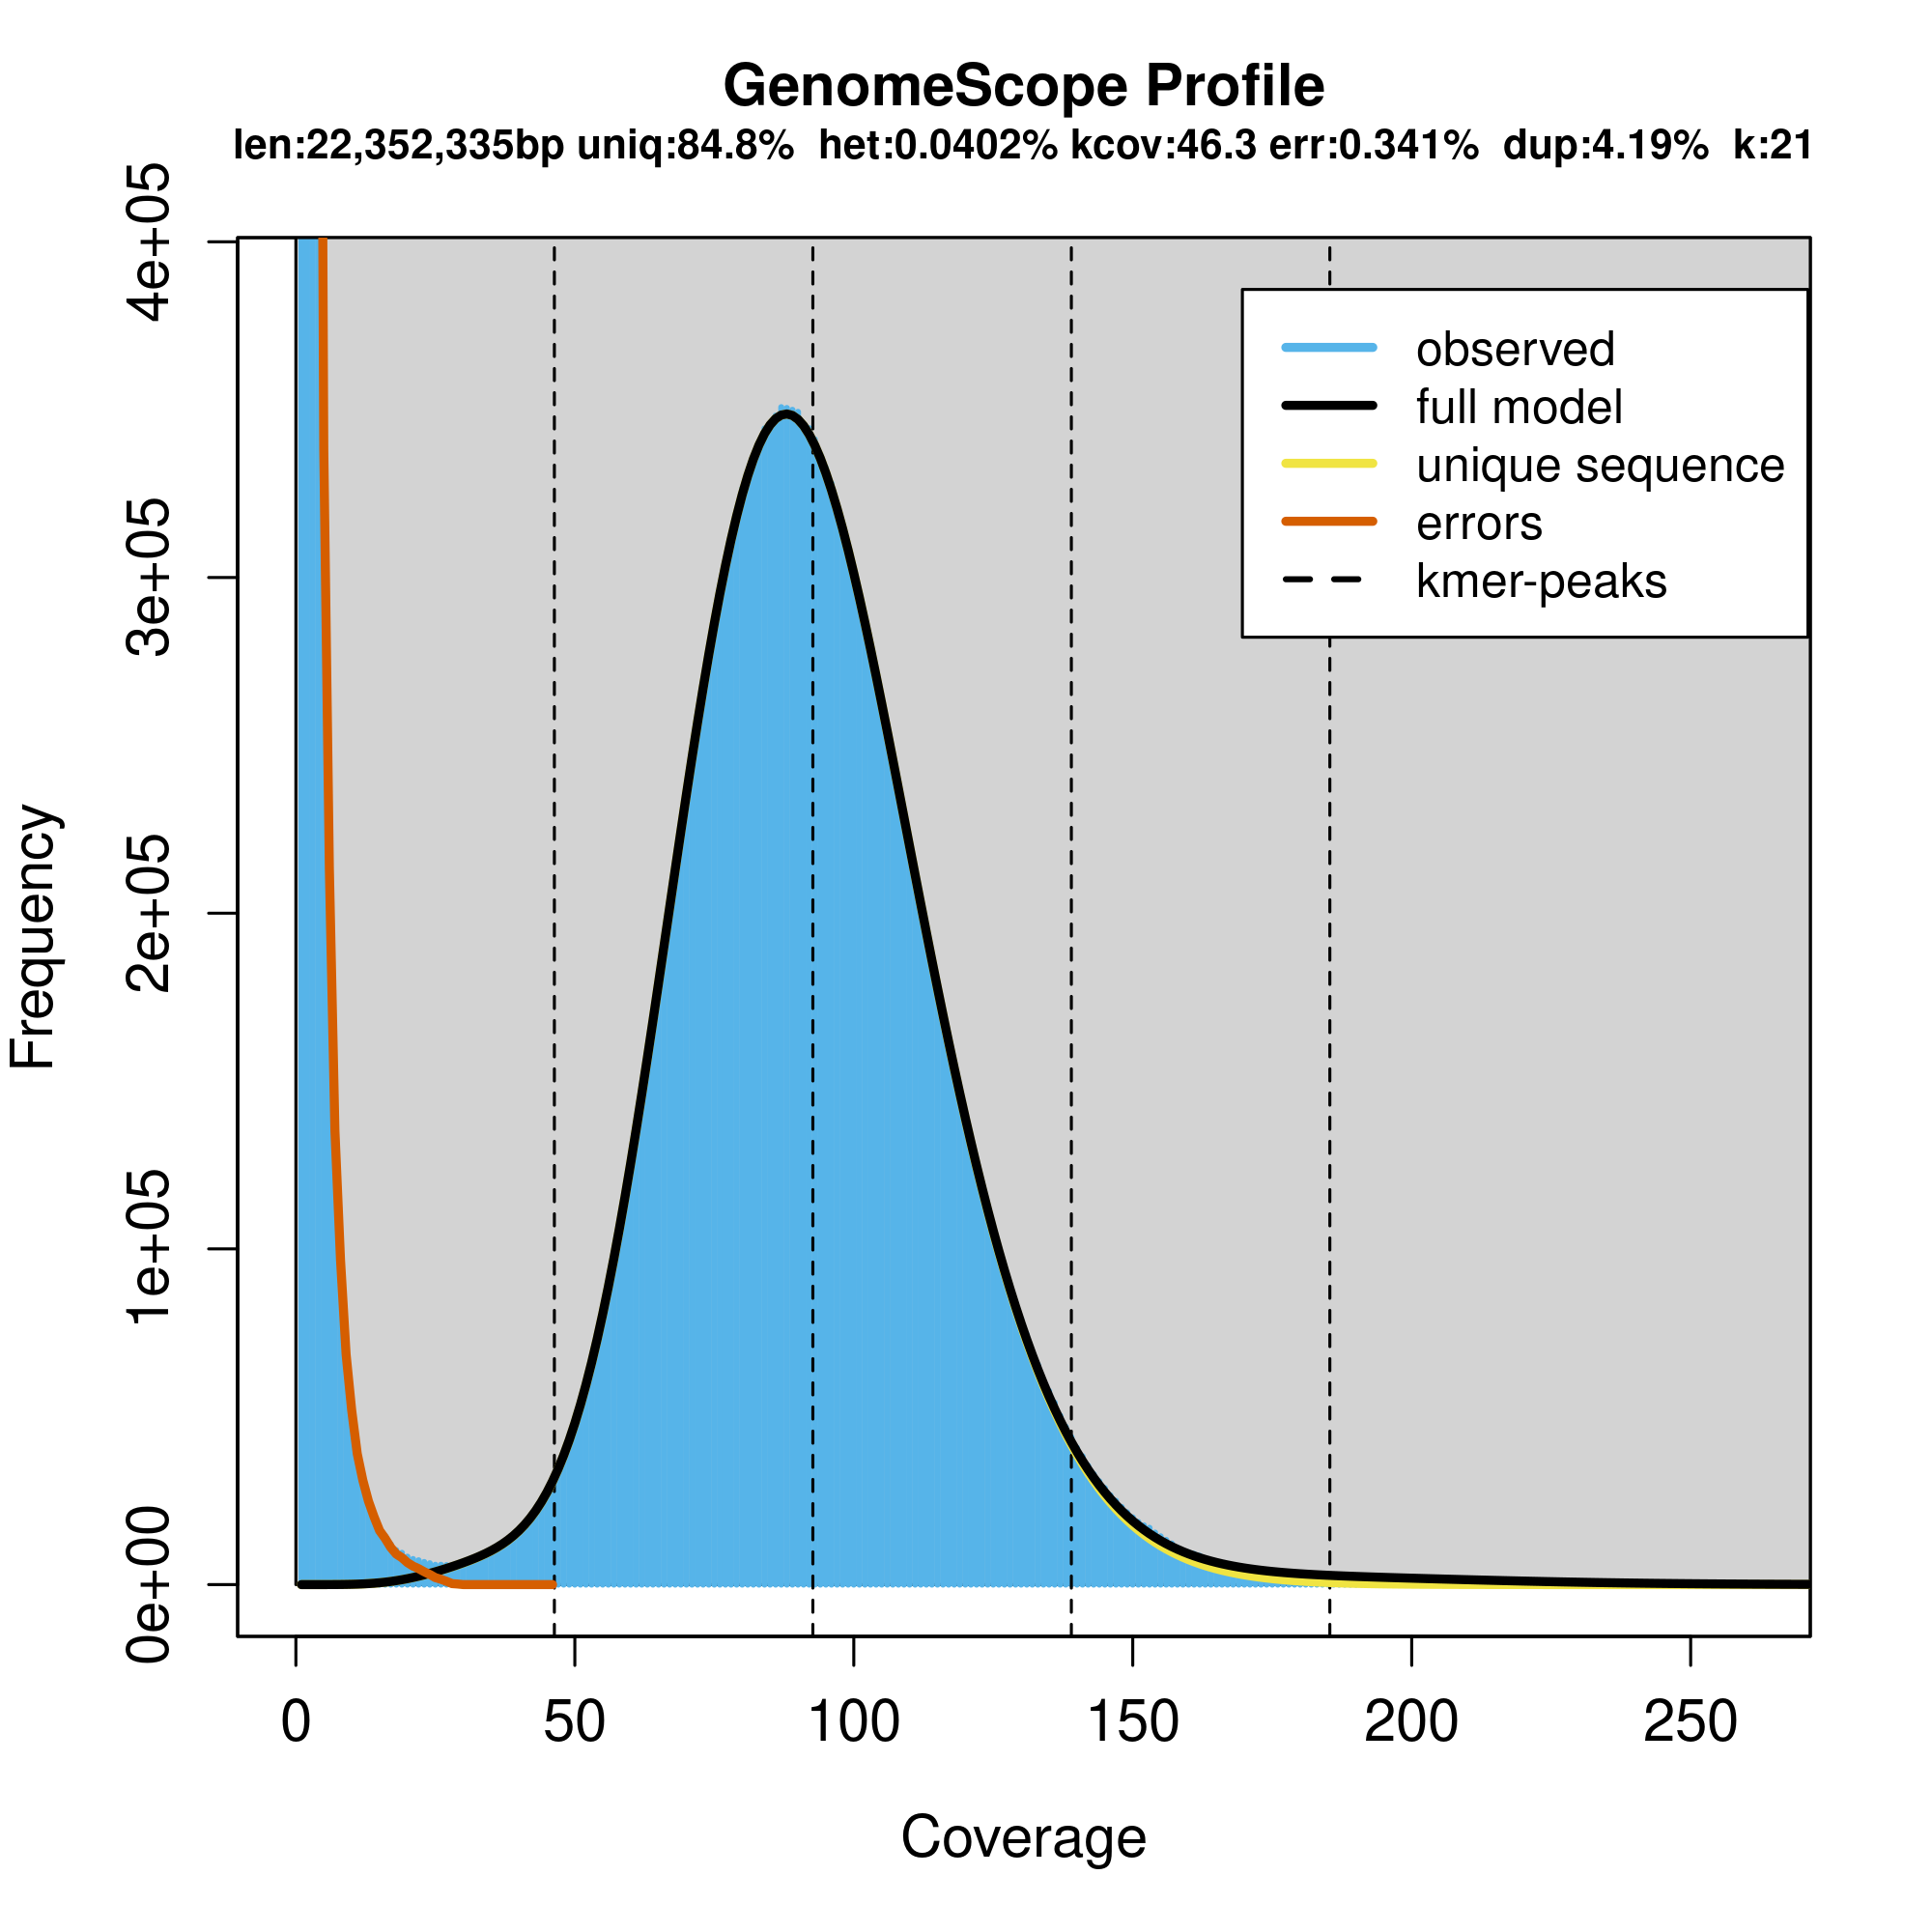 GenomeScope Profile
len:22,352,335bp uniq:84.8% het:0.0402% kcov:46.3 err:0.341% dup:4.19% k:21
4e+05
3e+05
2e+05
1e+05
0e+00
Frequency
observed
full model
unique sequence
errors
kmer-peaks
0 50 100 150 200 250
Coverage